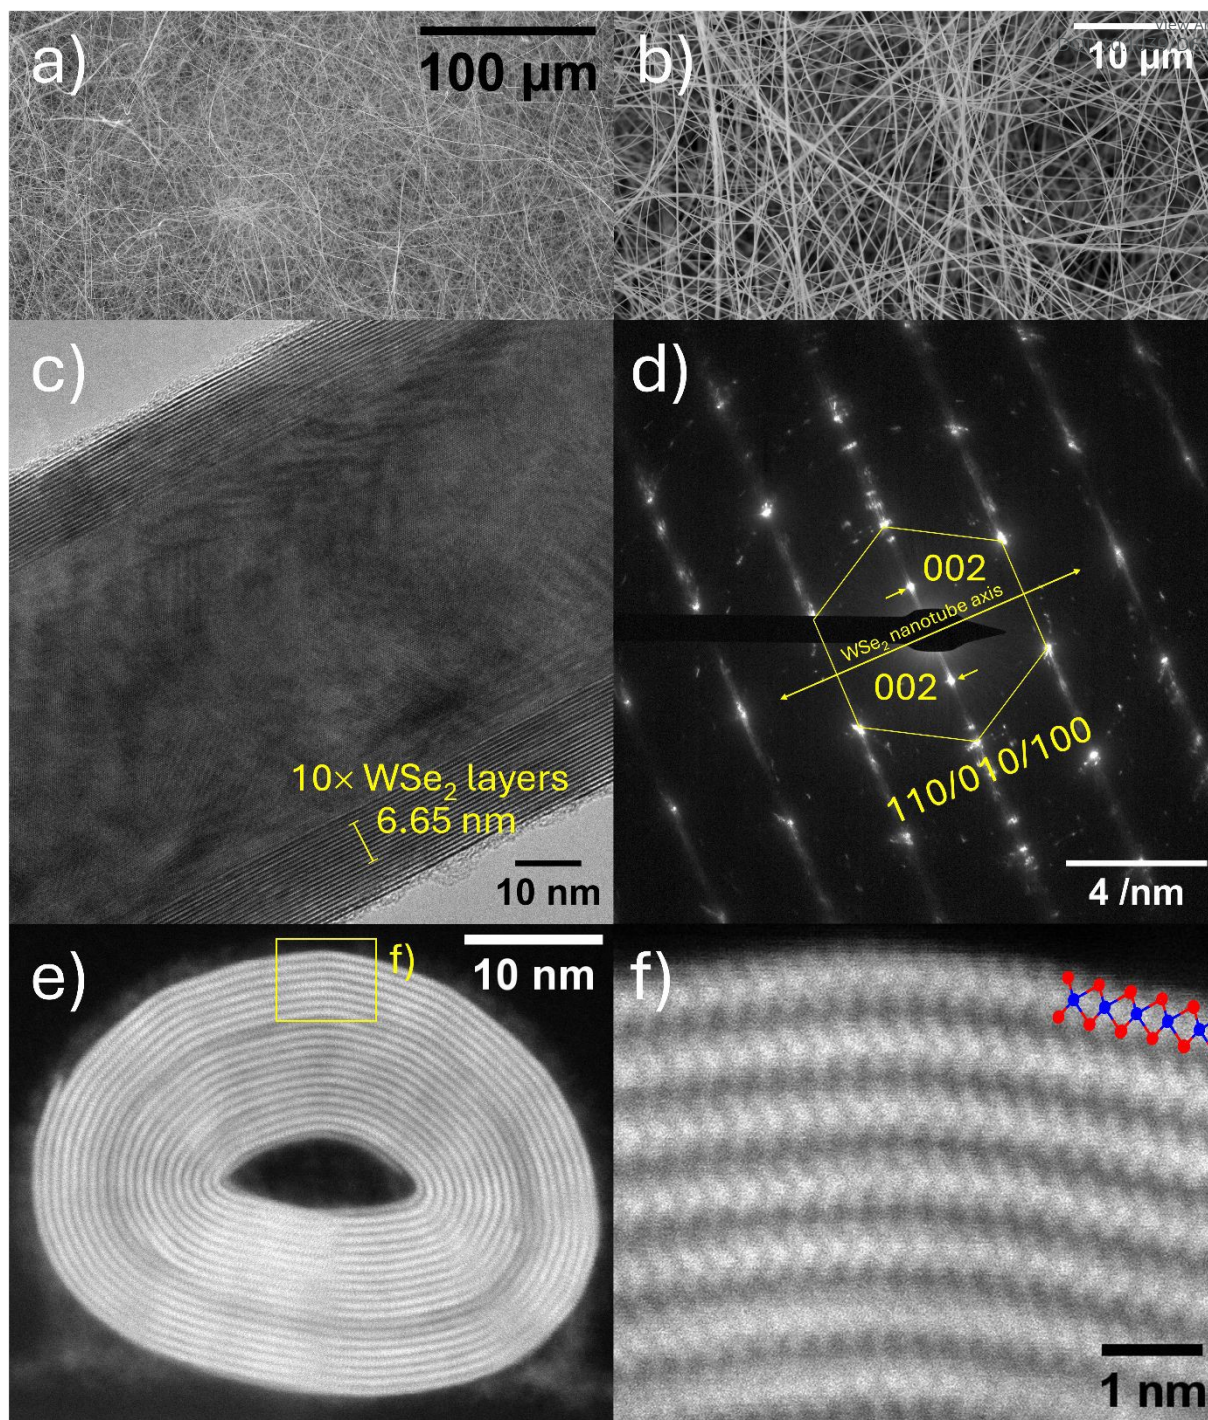 a)
100 µm
b)
10 µm
c)
10× WSe₂ layers
6.65 nm
10 nm
d)
002
WSe₂ nanotube axis
002
110/010/100
4 /nm
e)
f)
10 nm
f)
1 nm